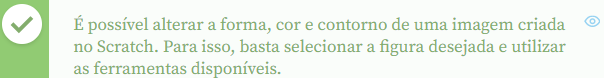 É possível alterar a forma, cor e contorno de uma imagem criada
no Scratch. Para isso, basta selecionar a figura desejada e utilizar
as ferramentas disponíveis.